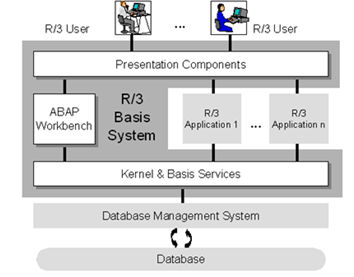 R/3 User ... R/3 User
Presentation Components
ABAP
Workbench
R/3
Basis
System
R/3
Application 1
...
R/3
Application n
Kernel & Basis Services
Database Management System
Database